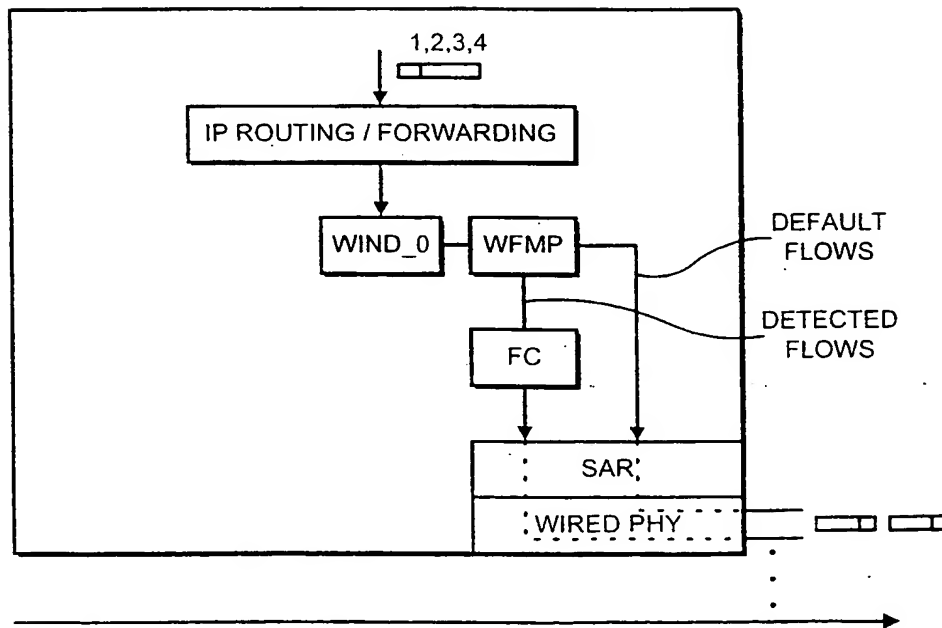 1,2,3,4
IP ROUTING / FORWARDING
WIND_0
WFMP
DEFAULT
FLOWS
DETECTED
FLOWS
FC
SAR
WIRED PHY